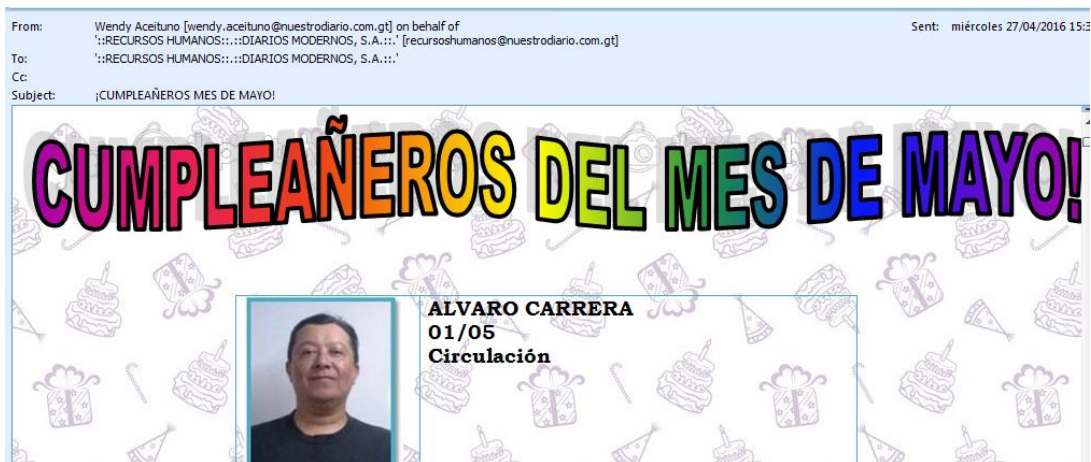 From: Wendy Aceituno [wendy.aceituno@nuestrodiario.com.gt] on behalf of
'::RECURSOS HUMANOS::.::DIARIOS MODERNOS, S.A.::.' [recursoshumanos@nuestrodiario.com.gt]
Sent: miércoles 27/04/2016 15:3
To: '::RECURSOS HUMANOS::.::DIARIOS MODERNOS, S.A.::.'
Cc:
Subject: ¡CUMPLEAÑEROS MES DE MAYO!
CUMPLEAÑEROS DEL MES DE MAYO!
ALVARO CARRERA
01/05
Circulación